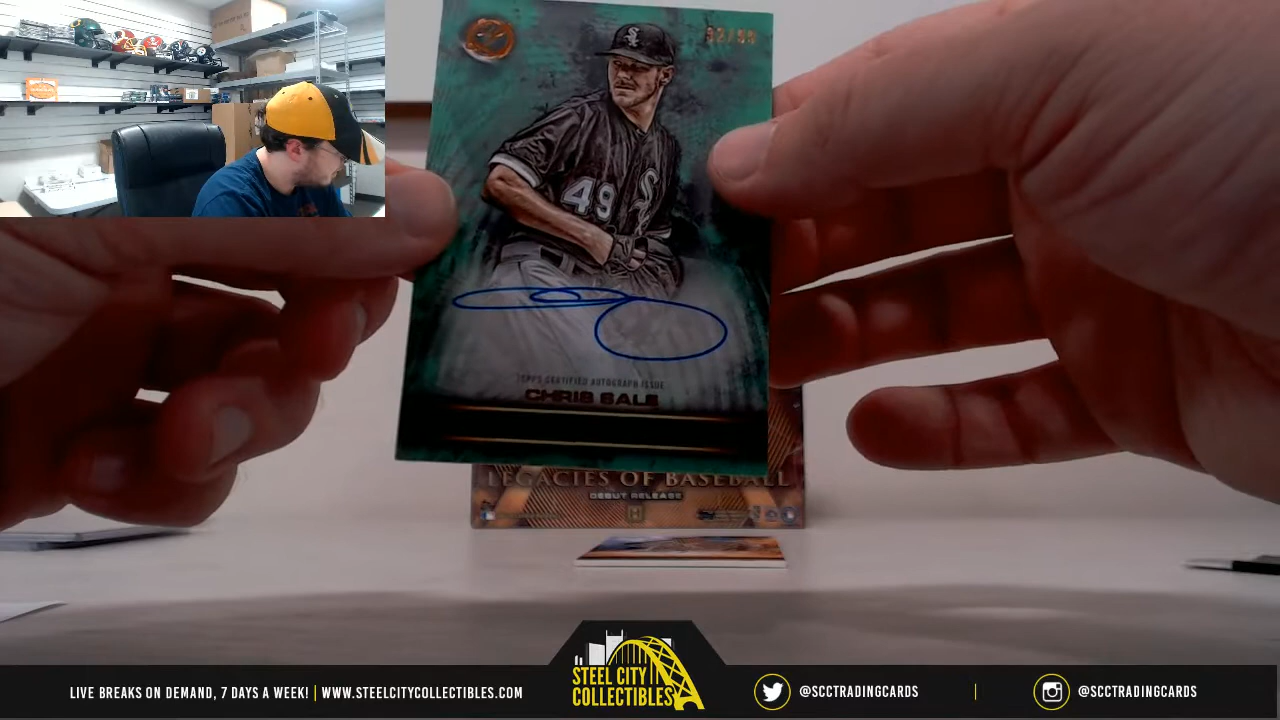 49
TOPPS CERTIFIED AUTOGRAPH ISSUE
CHRIS SALE
LEGACIES OF BASEBALL
DEBUT RELEASE
STEEL CITY
COLLECTIBLES
LIVE BREAKS ON DEMAND, 7 DAYS A WEEK! | WWW.STEELCITYCOLLECTIBLES.COM
@SCCTRADINGCARDS | @SCCTRADINGCARDS